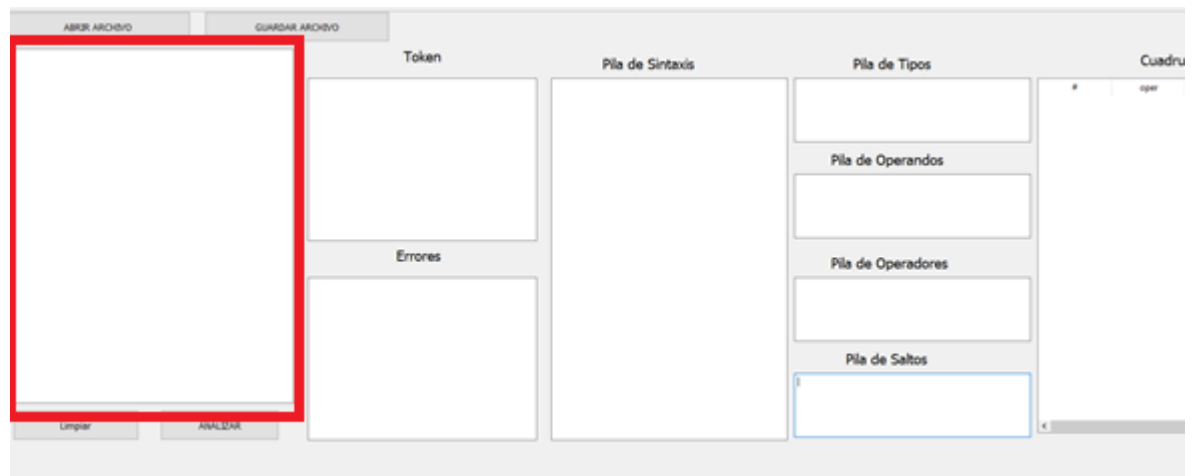 ABRIR ARCHIVO
GUARDAR ARCHIVO
Token
Pila de Sintaxis
Pila de Tipos
Cuadru
#
oper
Pila de Operandos
Errores
Pila de Operadores
Pila de Saltos
Limpiar
ANALIZAR